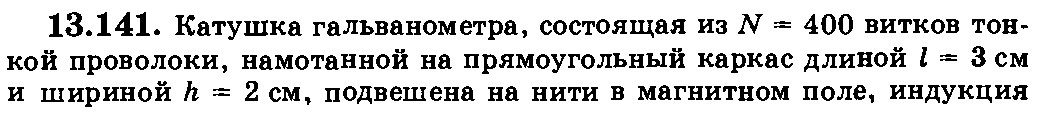 13.141. Катушка гальванометра, состоящая из N = 400 витков тон-
кой проволоки, намотанной на прямоугольный каркас длиной l = 3 см
и шириной h = 2 см, подвешена на нити в магнитном поле, индукция